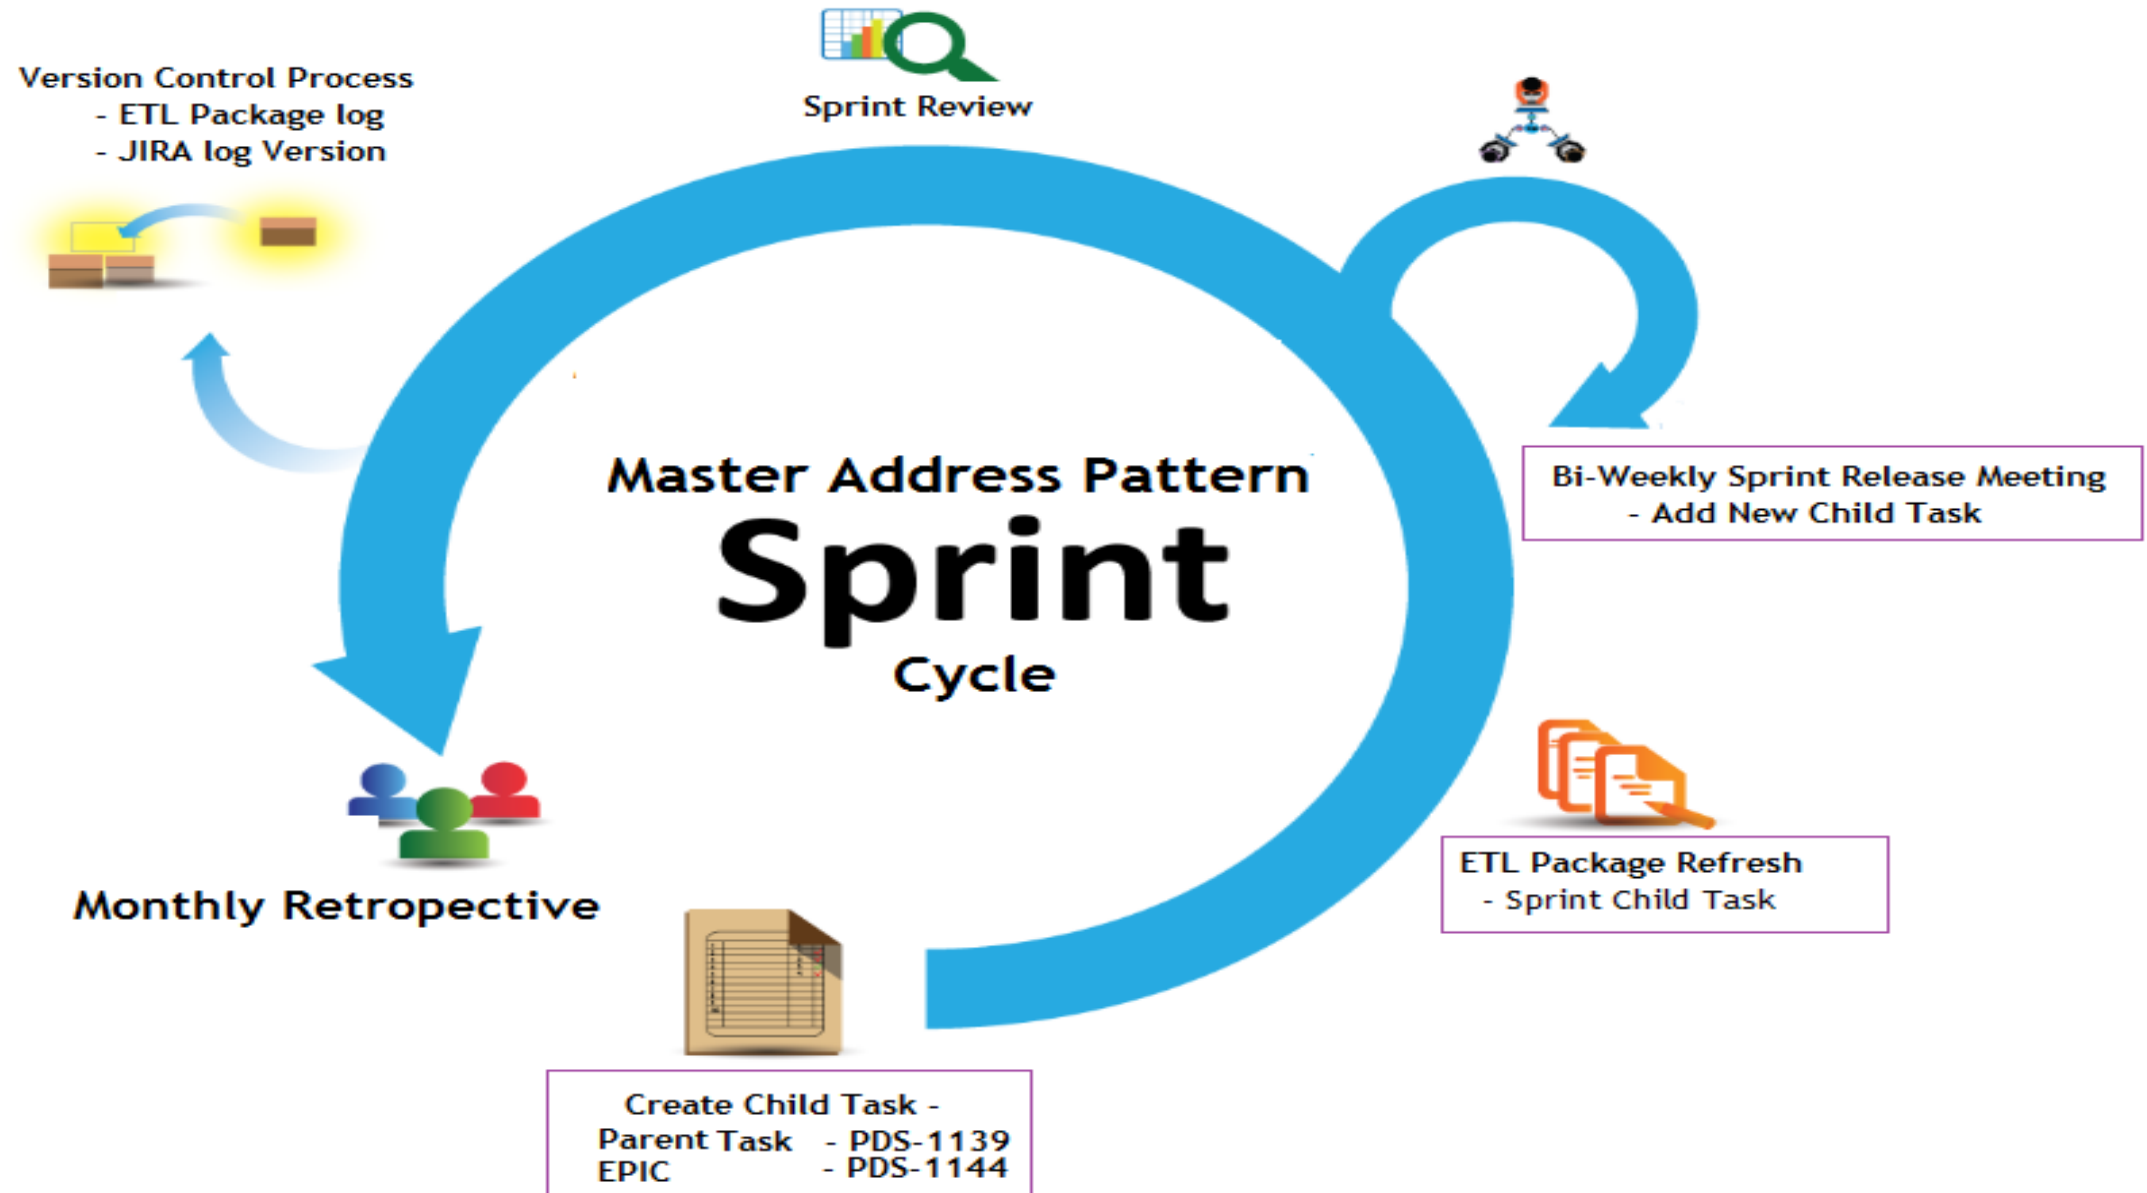 Version Control Process
- ETL Package log
- JIRA log Version
Sprint Review
Master Address Pattern
Sprint
Cycle
Bi-Weekly Sprint Release Meeting
- Add New Child Task
ETL Package Refresh
- Sprint Child Task
Monthly Retropective
Create Child Task -
Parent Task - PDS-1139
EPIC - PDS-1144